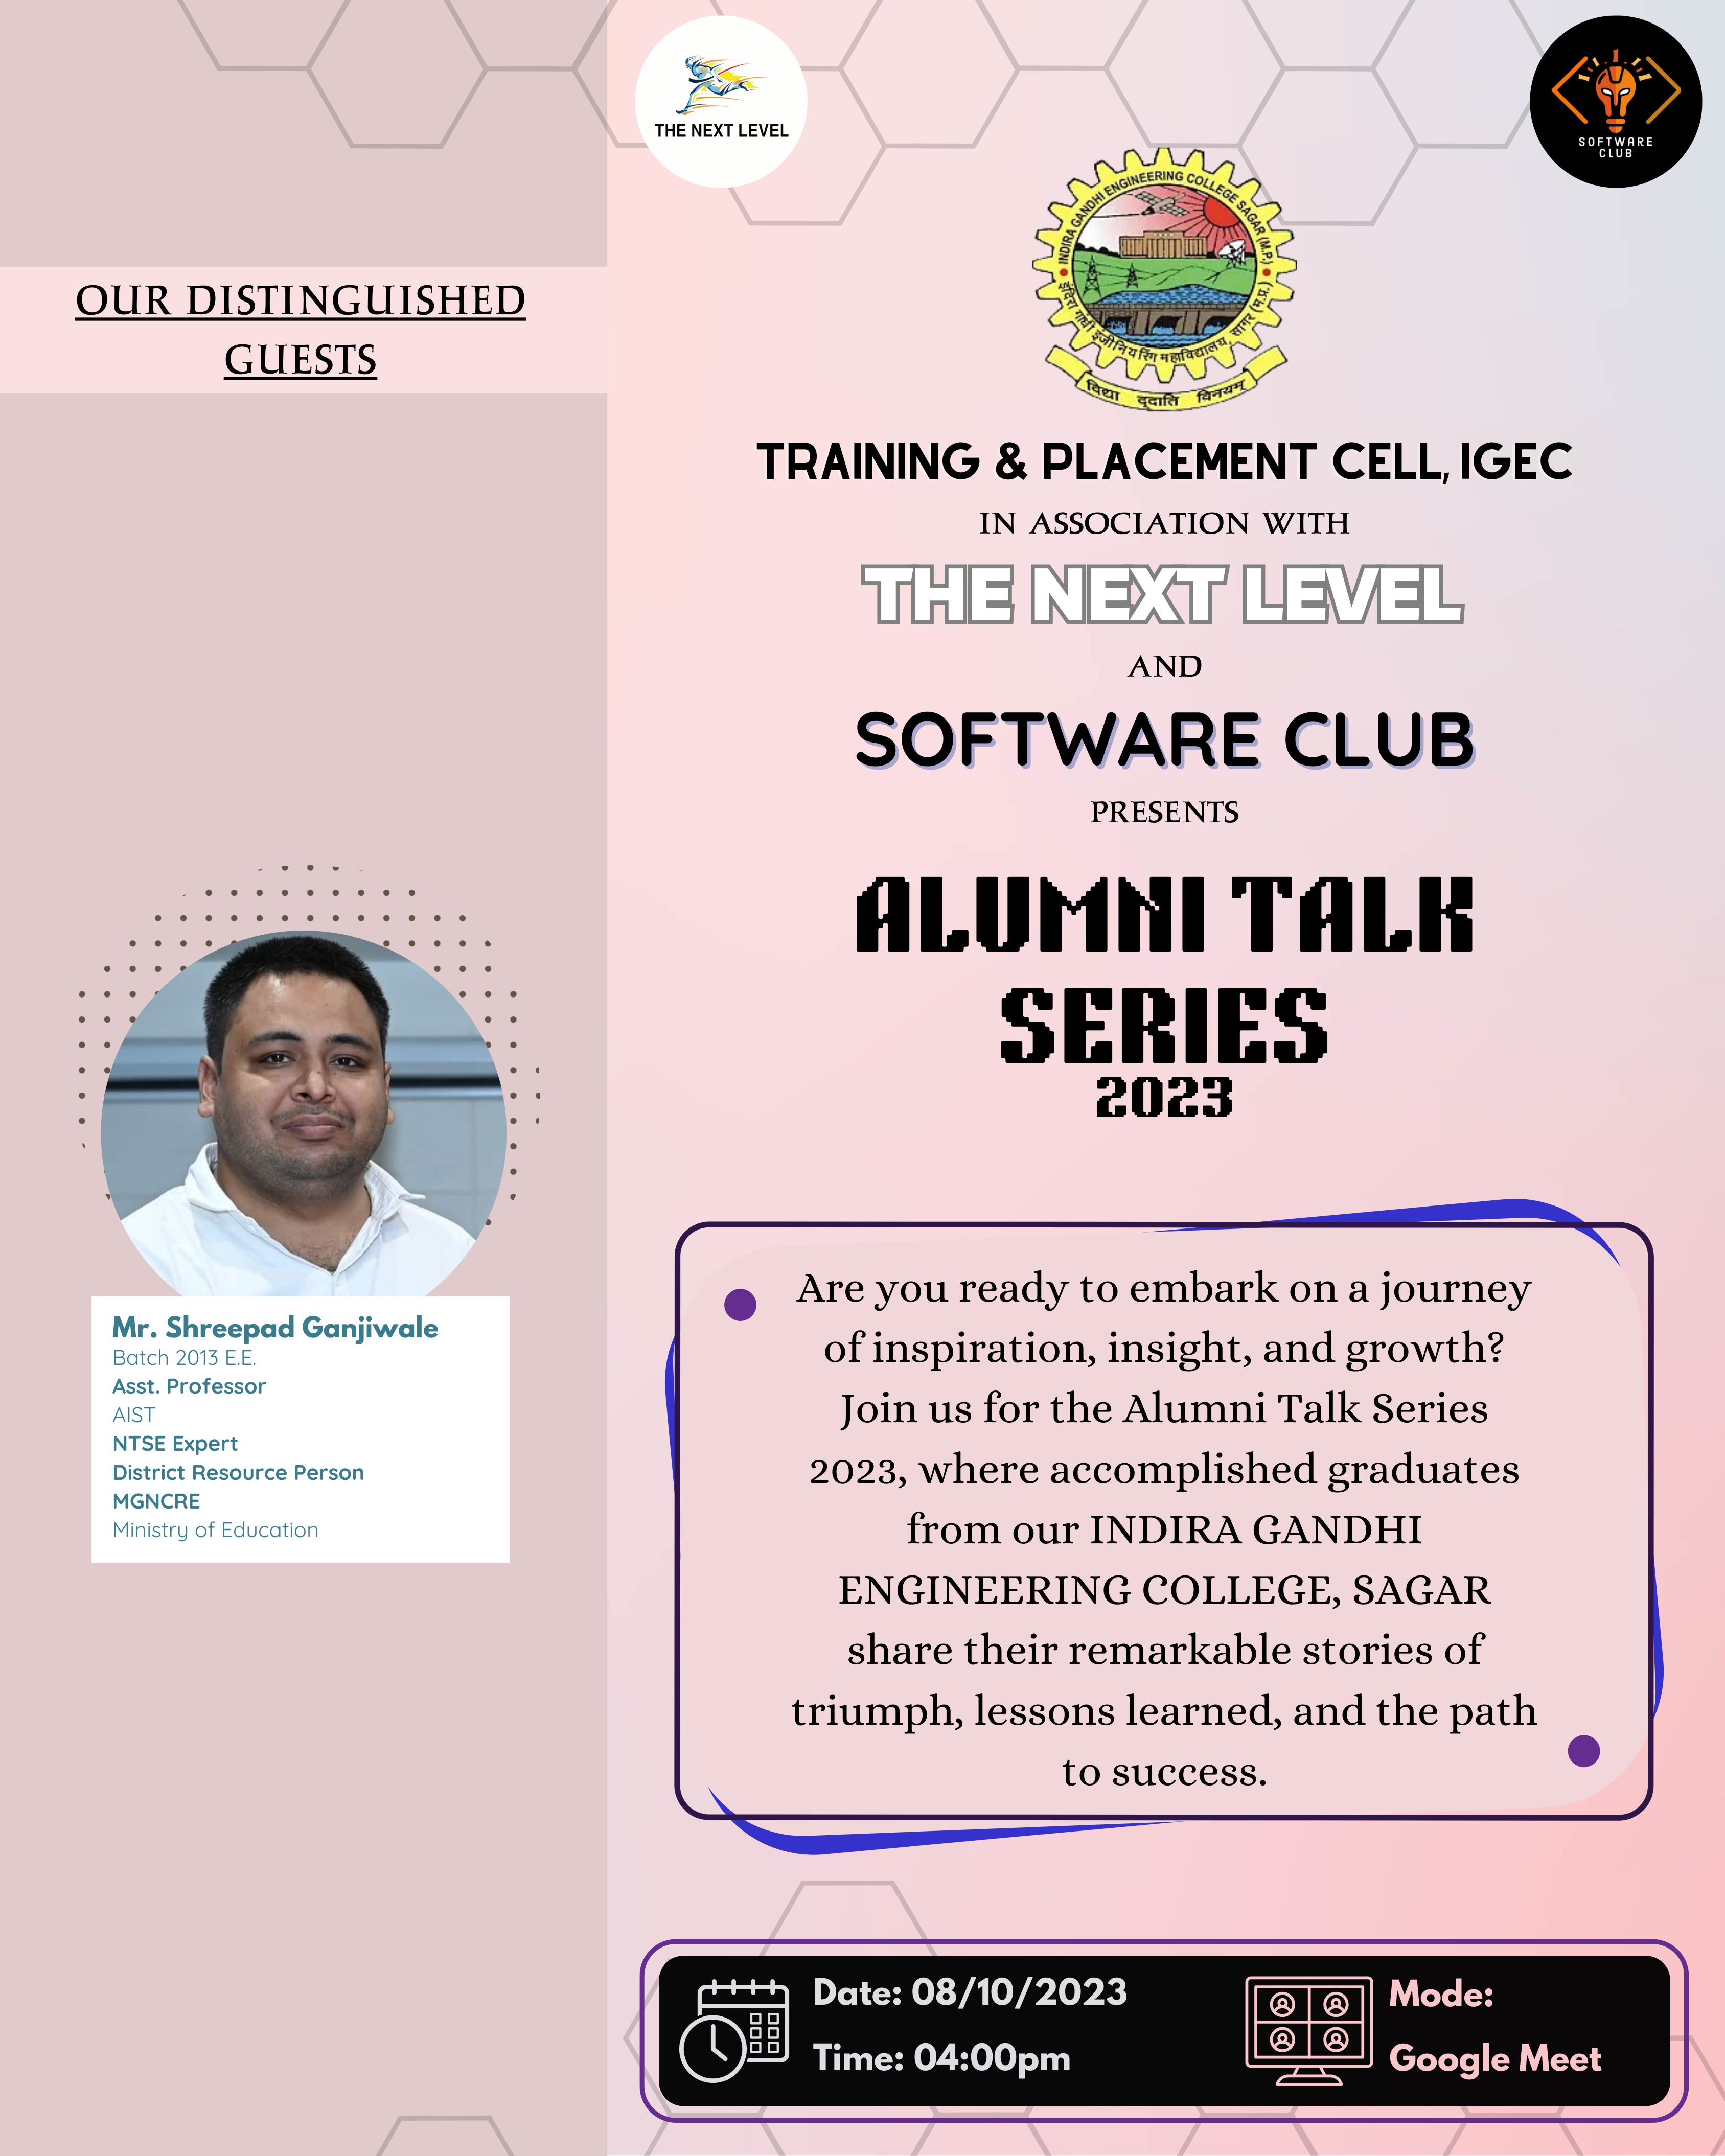 THE NEXT LEVEL
SOFTWARE
CLUB
INDIRA GANDHI ENGINEERING COLLEGE SAGAR (M.P.)
इंदिरा गांधी इंजीनियरिंग महाविद्यालय, सागर (म.प्र.)
विद्या ददाति विनयम्
OUR DISTINGUISHED
GUESTS
Mr. Shreepad Ganjiwale
Batch 2013 E.E.
Asst. Professor
AIST
NTSE Expert
District Resource Person
MGNCRE
Ministry of Education
TRAINING & PLACEMENT CELL, IGEC
IN ASSOCIATION WITH
THE NEXT LEVEL
AND
SOFTWARE CLUB
PRESENTS
ALUMNI TALK
SERIES
2023
Are you ready to embark on a journey
of inspiration, insight, and growth?
Join us for the Alumni Talk Series
2023, where accomplished graduates
from our INDIRA GANDHI
ENGINEERING COLLEGE, SAGAR
share their remarkable stories of
triumph, lessons learned, and the path
to success.
Date: 08/10/2023
Time: 04:00pm
Mode:
Google Meet